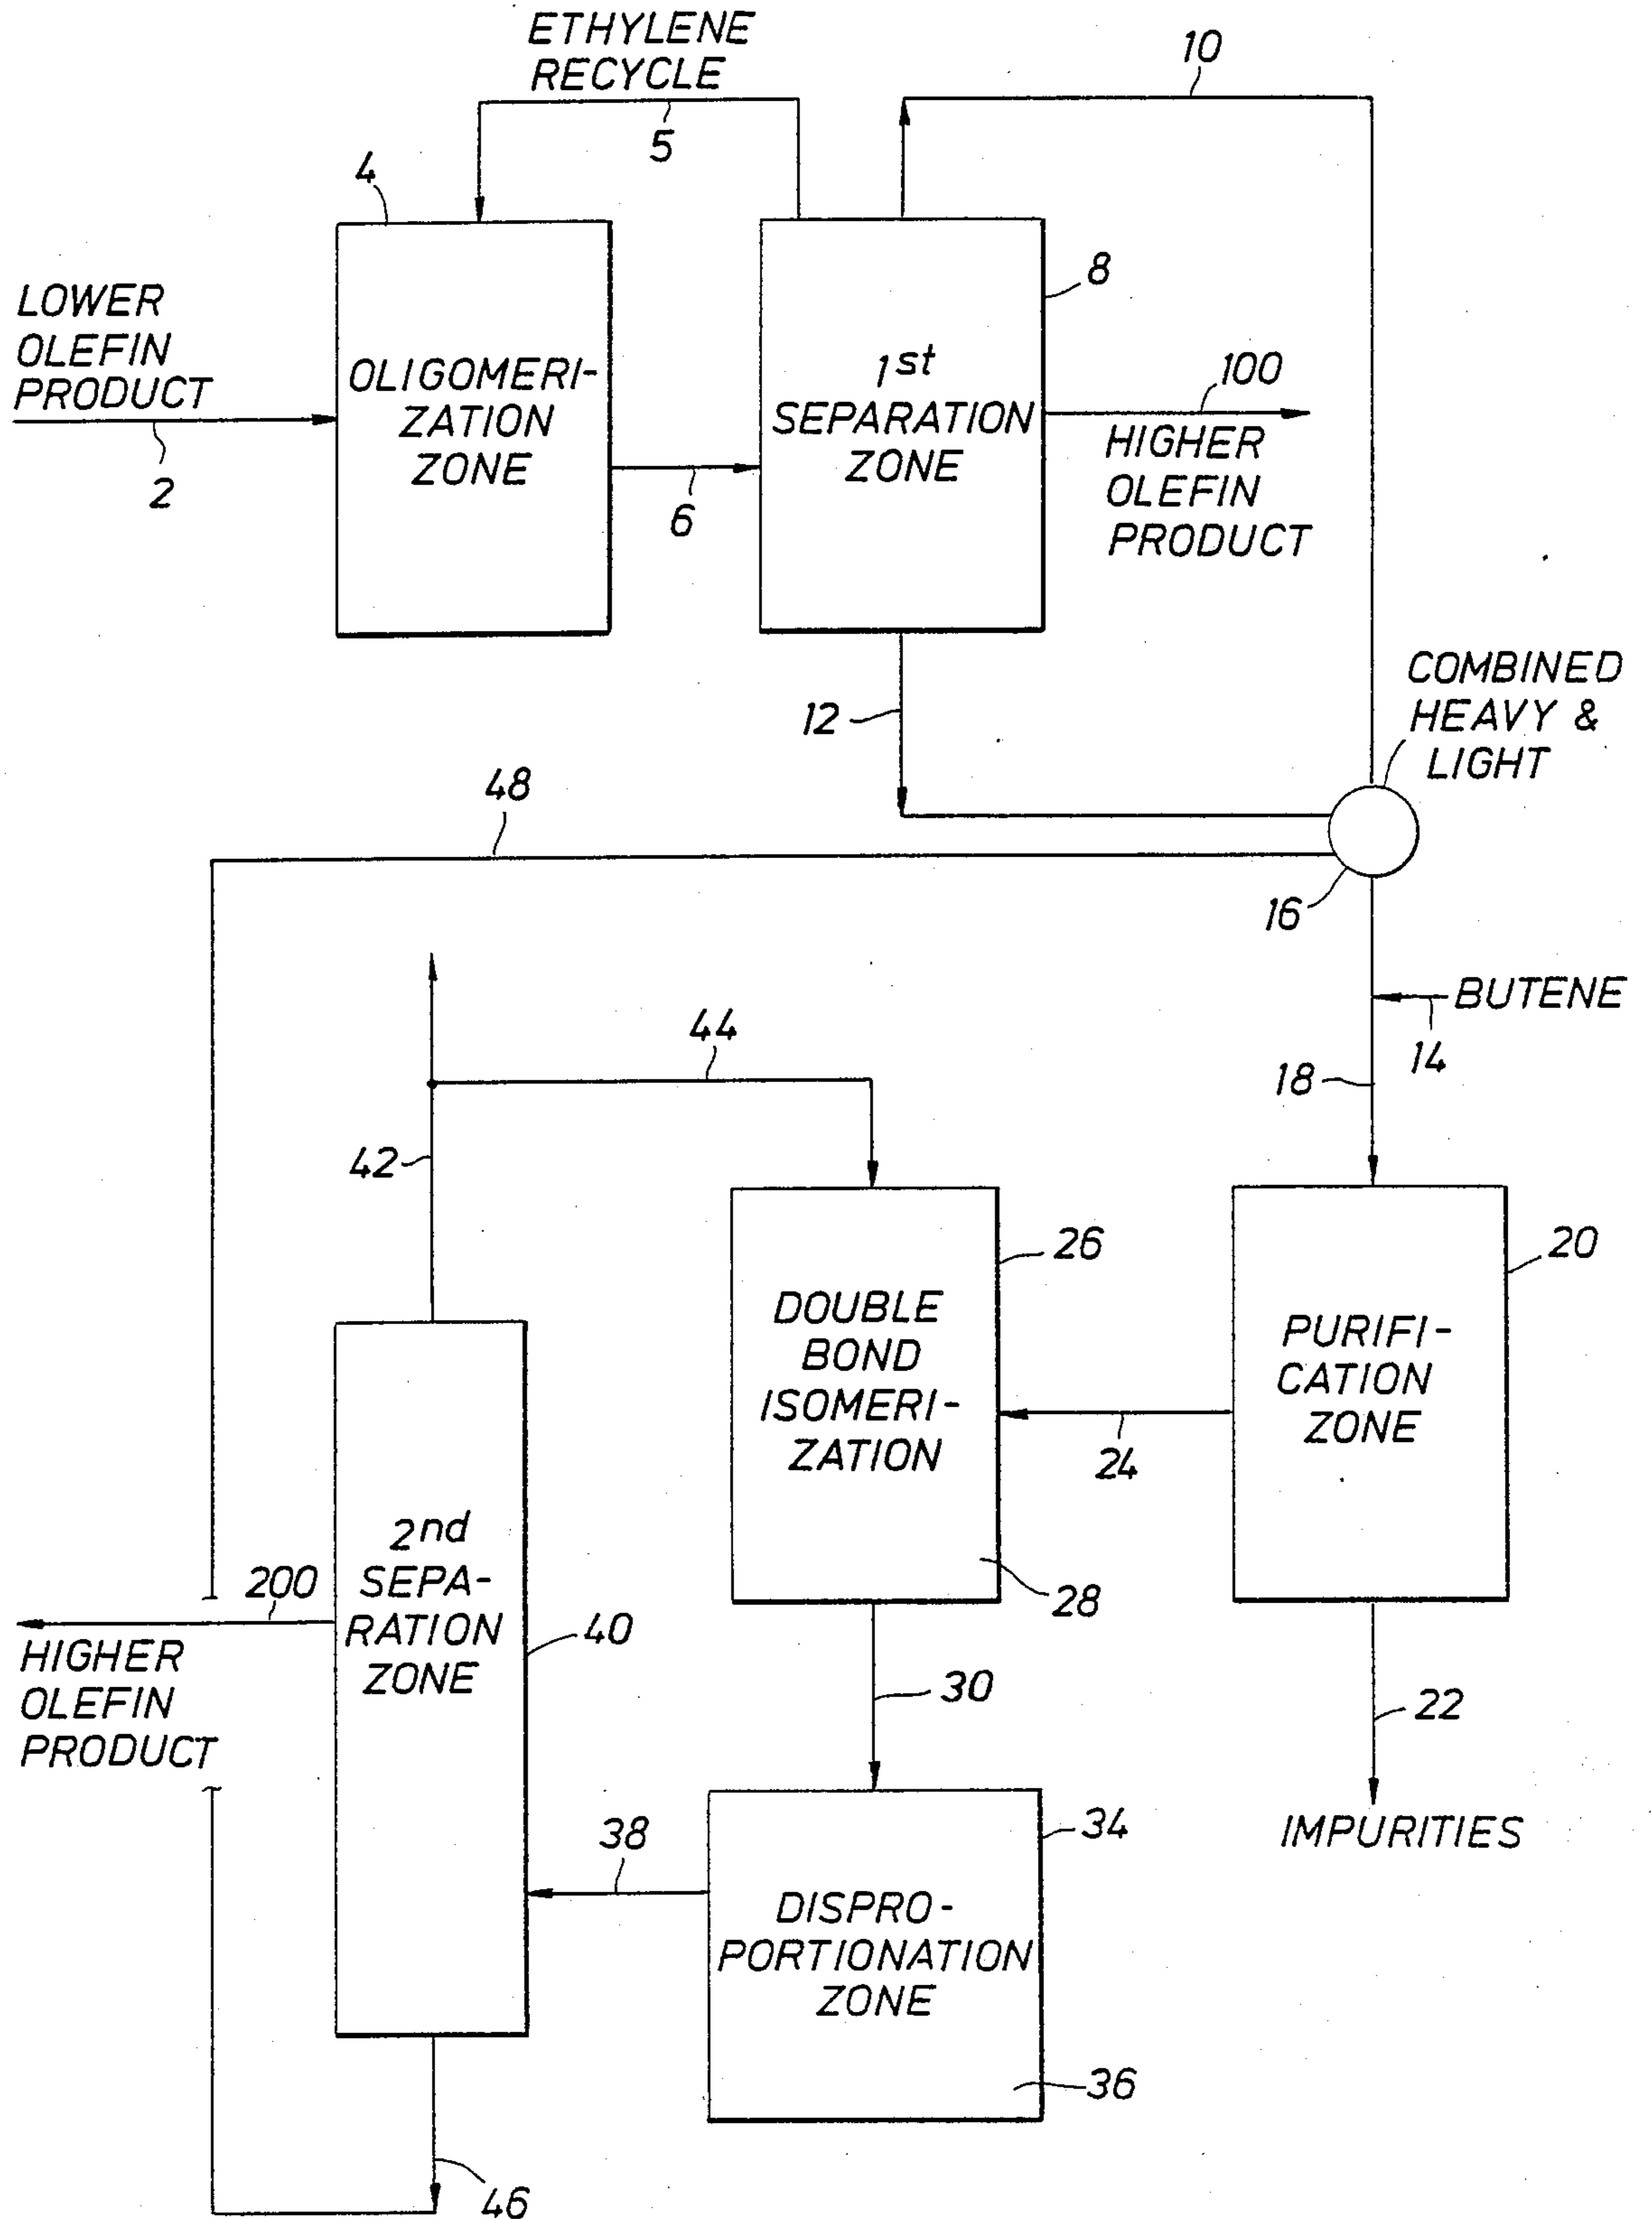 ETHYLENE
RECYCLE
5
10
4
8
LOWER
OLEFIN
PRODUCT
2
OLIGOMERI-
ZATION
ZONE
6
1st
SEPARATION
ZONE
100
HIGHER
OLEFIN
PRODUCT
12
COMBINED
HEAVY &
LIGHT
48
16
BUTENE
14
18
44
42
26
20
DOUBLE
BOND
ISOMERI-
ZATION
28
24
PURIFI-
CATION
ZONE
2nd
SEPA-
RATION
ZONE
40
200
HIGHER
OLEFIN
PRODUCT
30
22
IMPURITIES
38
34
DISPRO-
PORTIONATION
ZONE
36
46